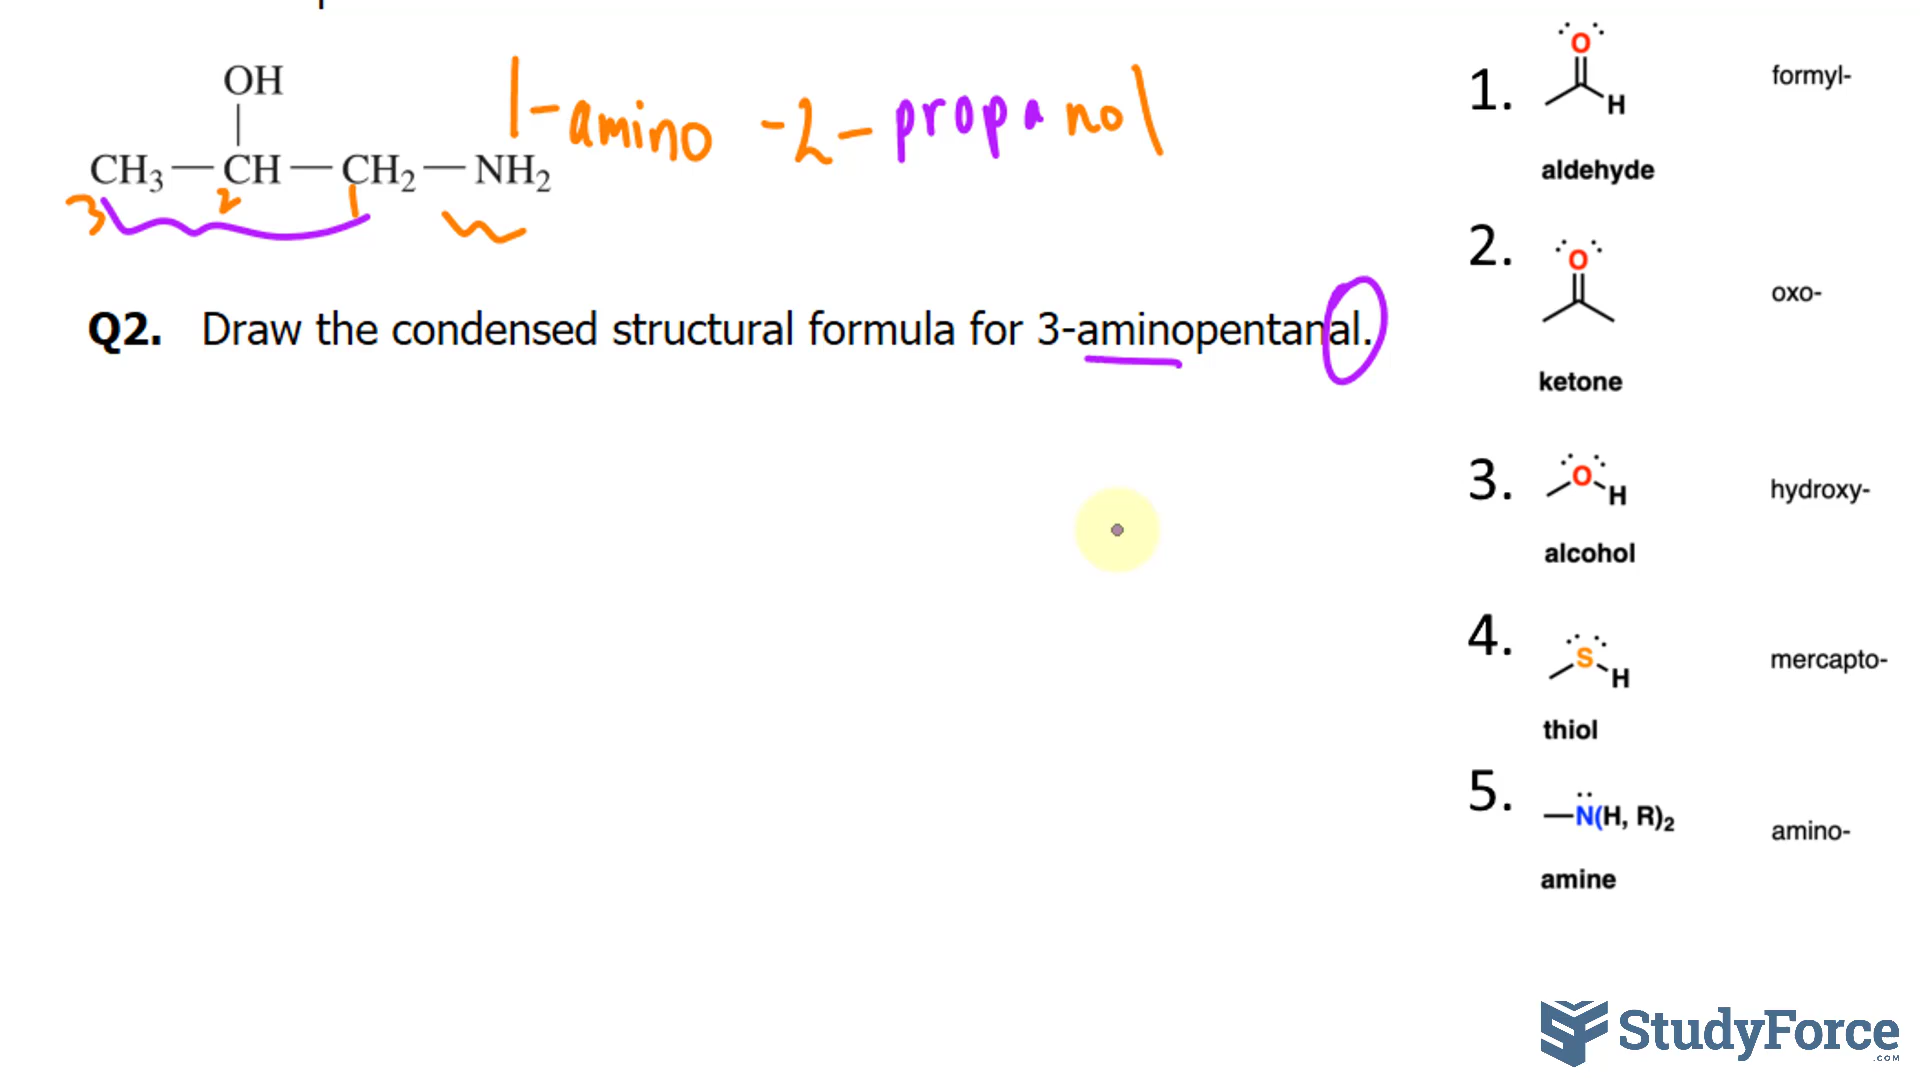 OH
CH₃—CH—CH₂—NH₂
3 2 1
1-amino -2-propanol
Q2. Draw the condensed structural formula for 3-aminopentanal.
1. O H formyl-
aldehyde
2. O oxo-
ketone
3. O H hydroxy-
alcohol
4. S H mercapto-
thiol
5. N(H, R)₂ amino-
amine
StudyForce
.COM